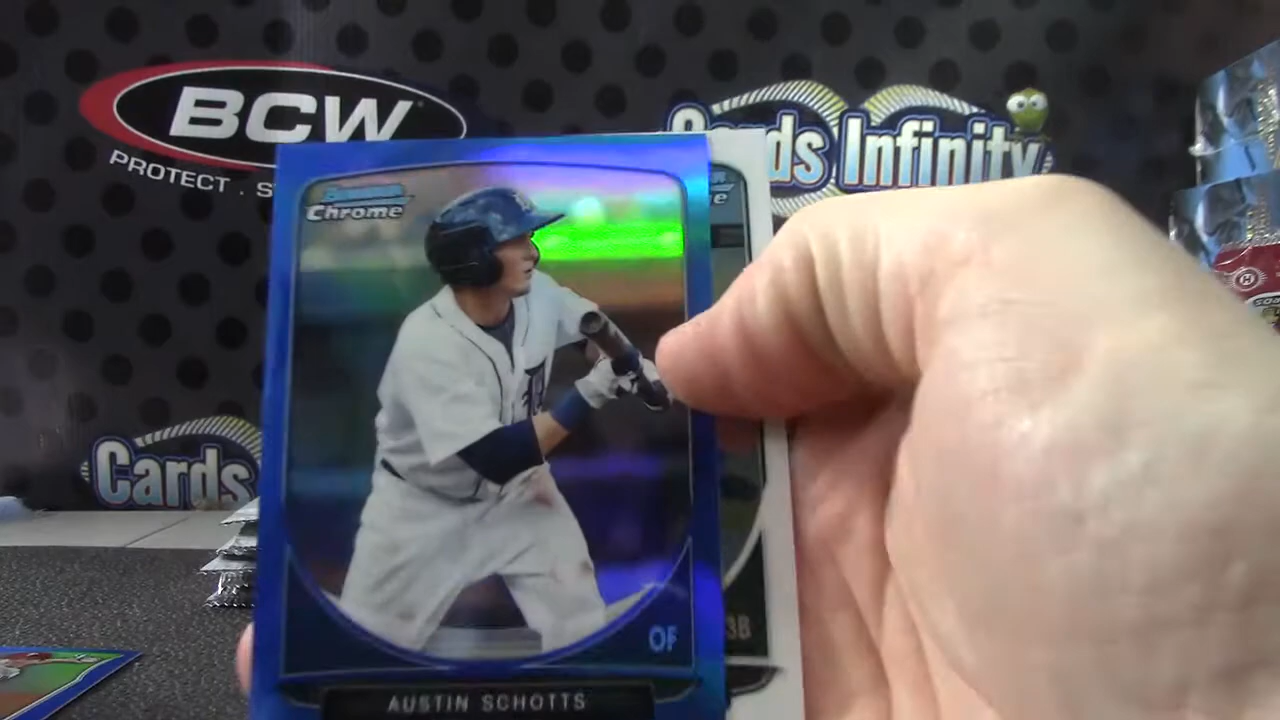 BCW
PROTECT . S
Cards Infinity
Bowman
Chrome
OF
3B
AUSTIN SCHOTTS
Cards